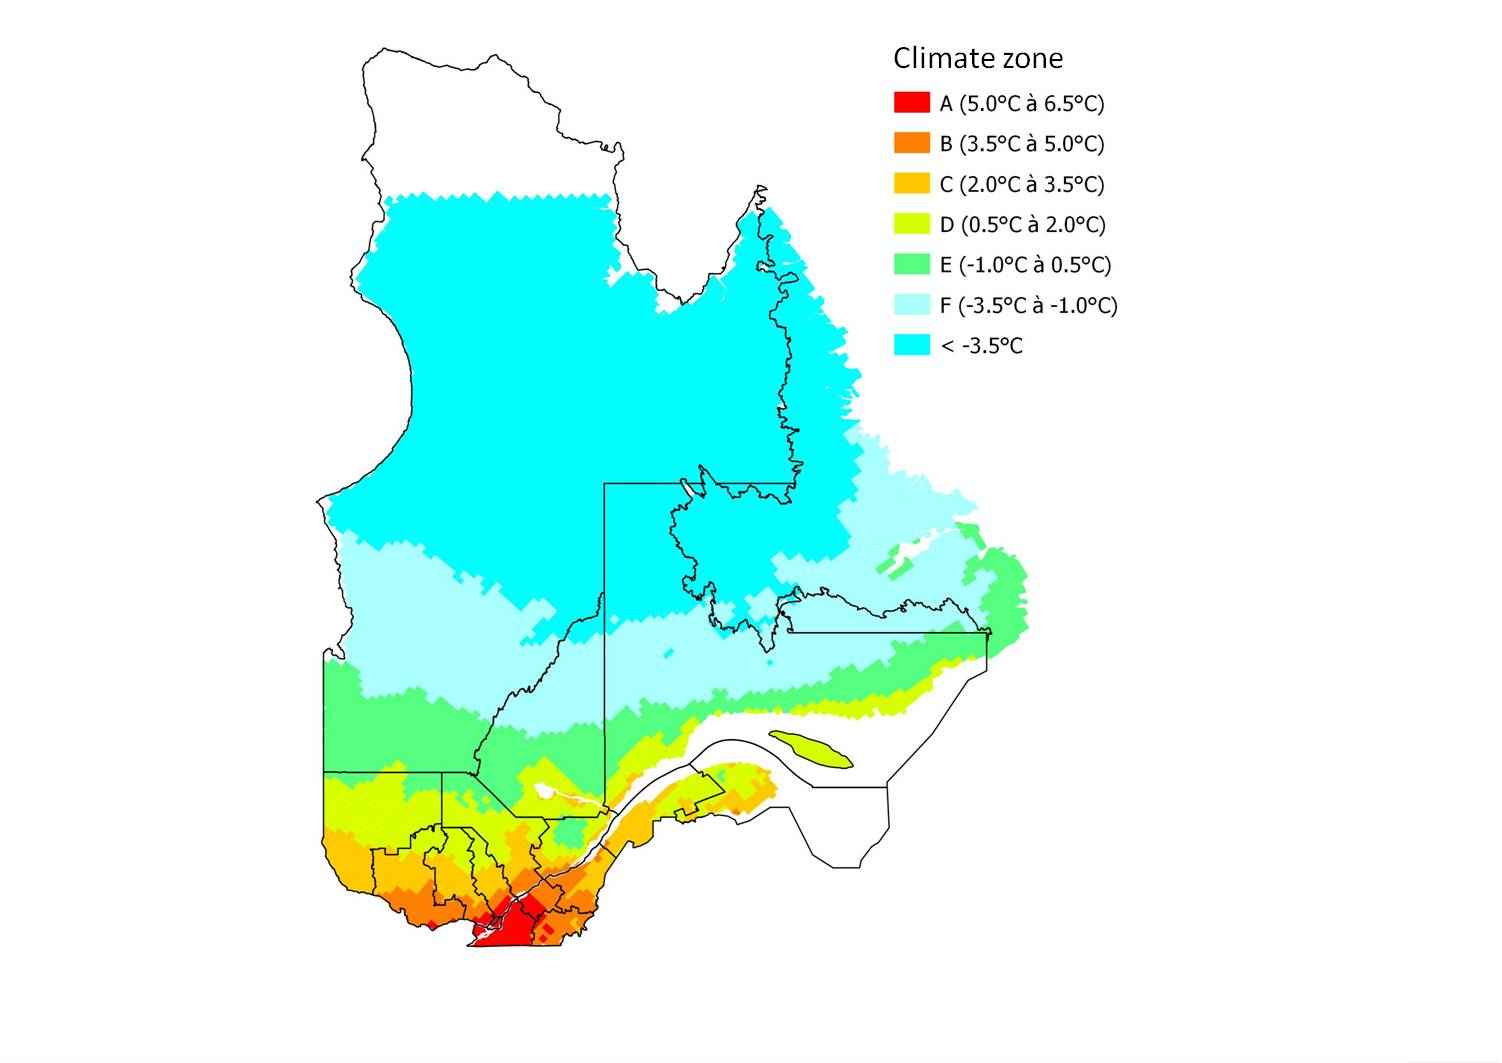 Climate zone
A (5.0°C à 6.5°C)
B (3.5°C à 5.0°C)
C (2.0°C à 3.5°C)
D (0.5°C à 2.0°C)
E (-1.0°C à 0.5°C)
F (-3.5°C à -1.0°C)
< -3.5°C